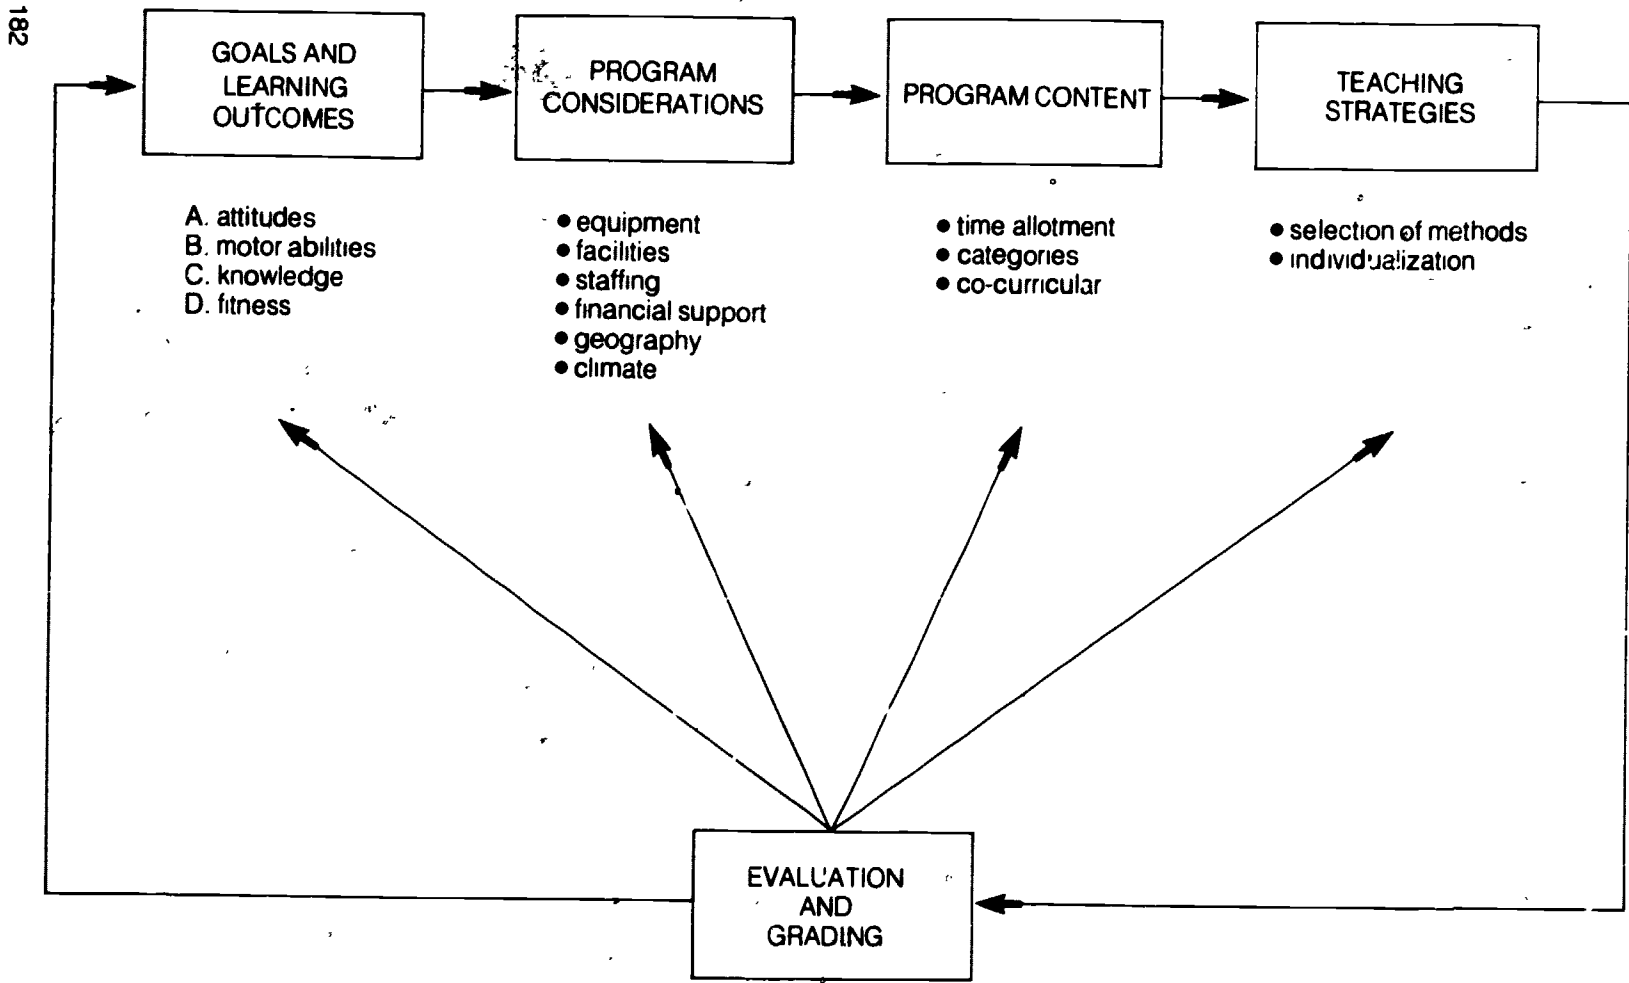 182
GOALS AND
LEARNING
OUTCOMES
PROGRAM
CONSIDERATIONS
PROGRAM CONTENT
TEACHING
STRATEGIES
A. attitudes
B. motor abilities
C. knowledge
D. fitness
● equipment
● facilities
● staffing
● financial support
● geography
● climate
● time allotment
● categories
● co-curricular
● selection of methods
● individualization
EVALUATION
AND
GRADING